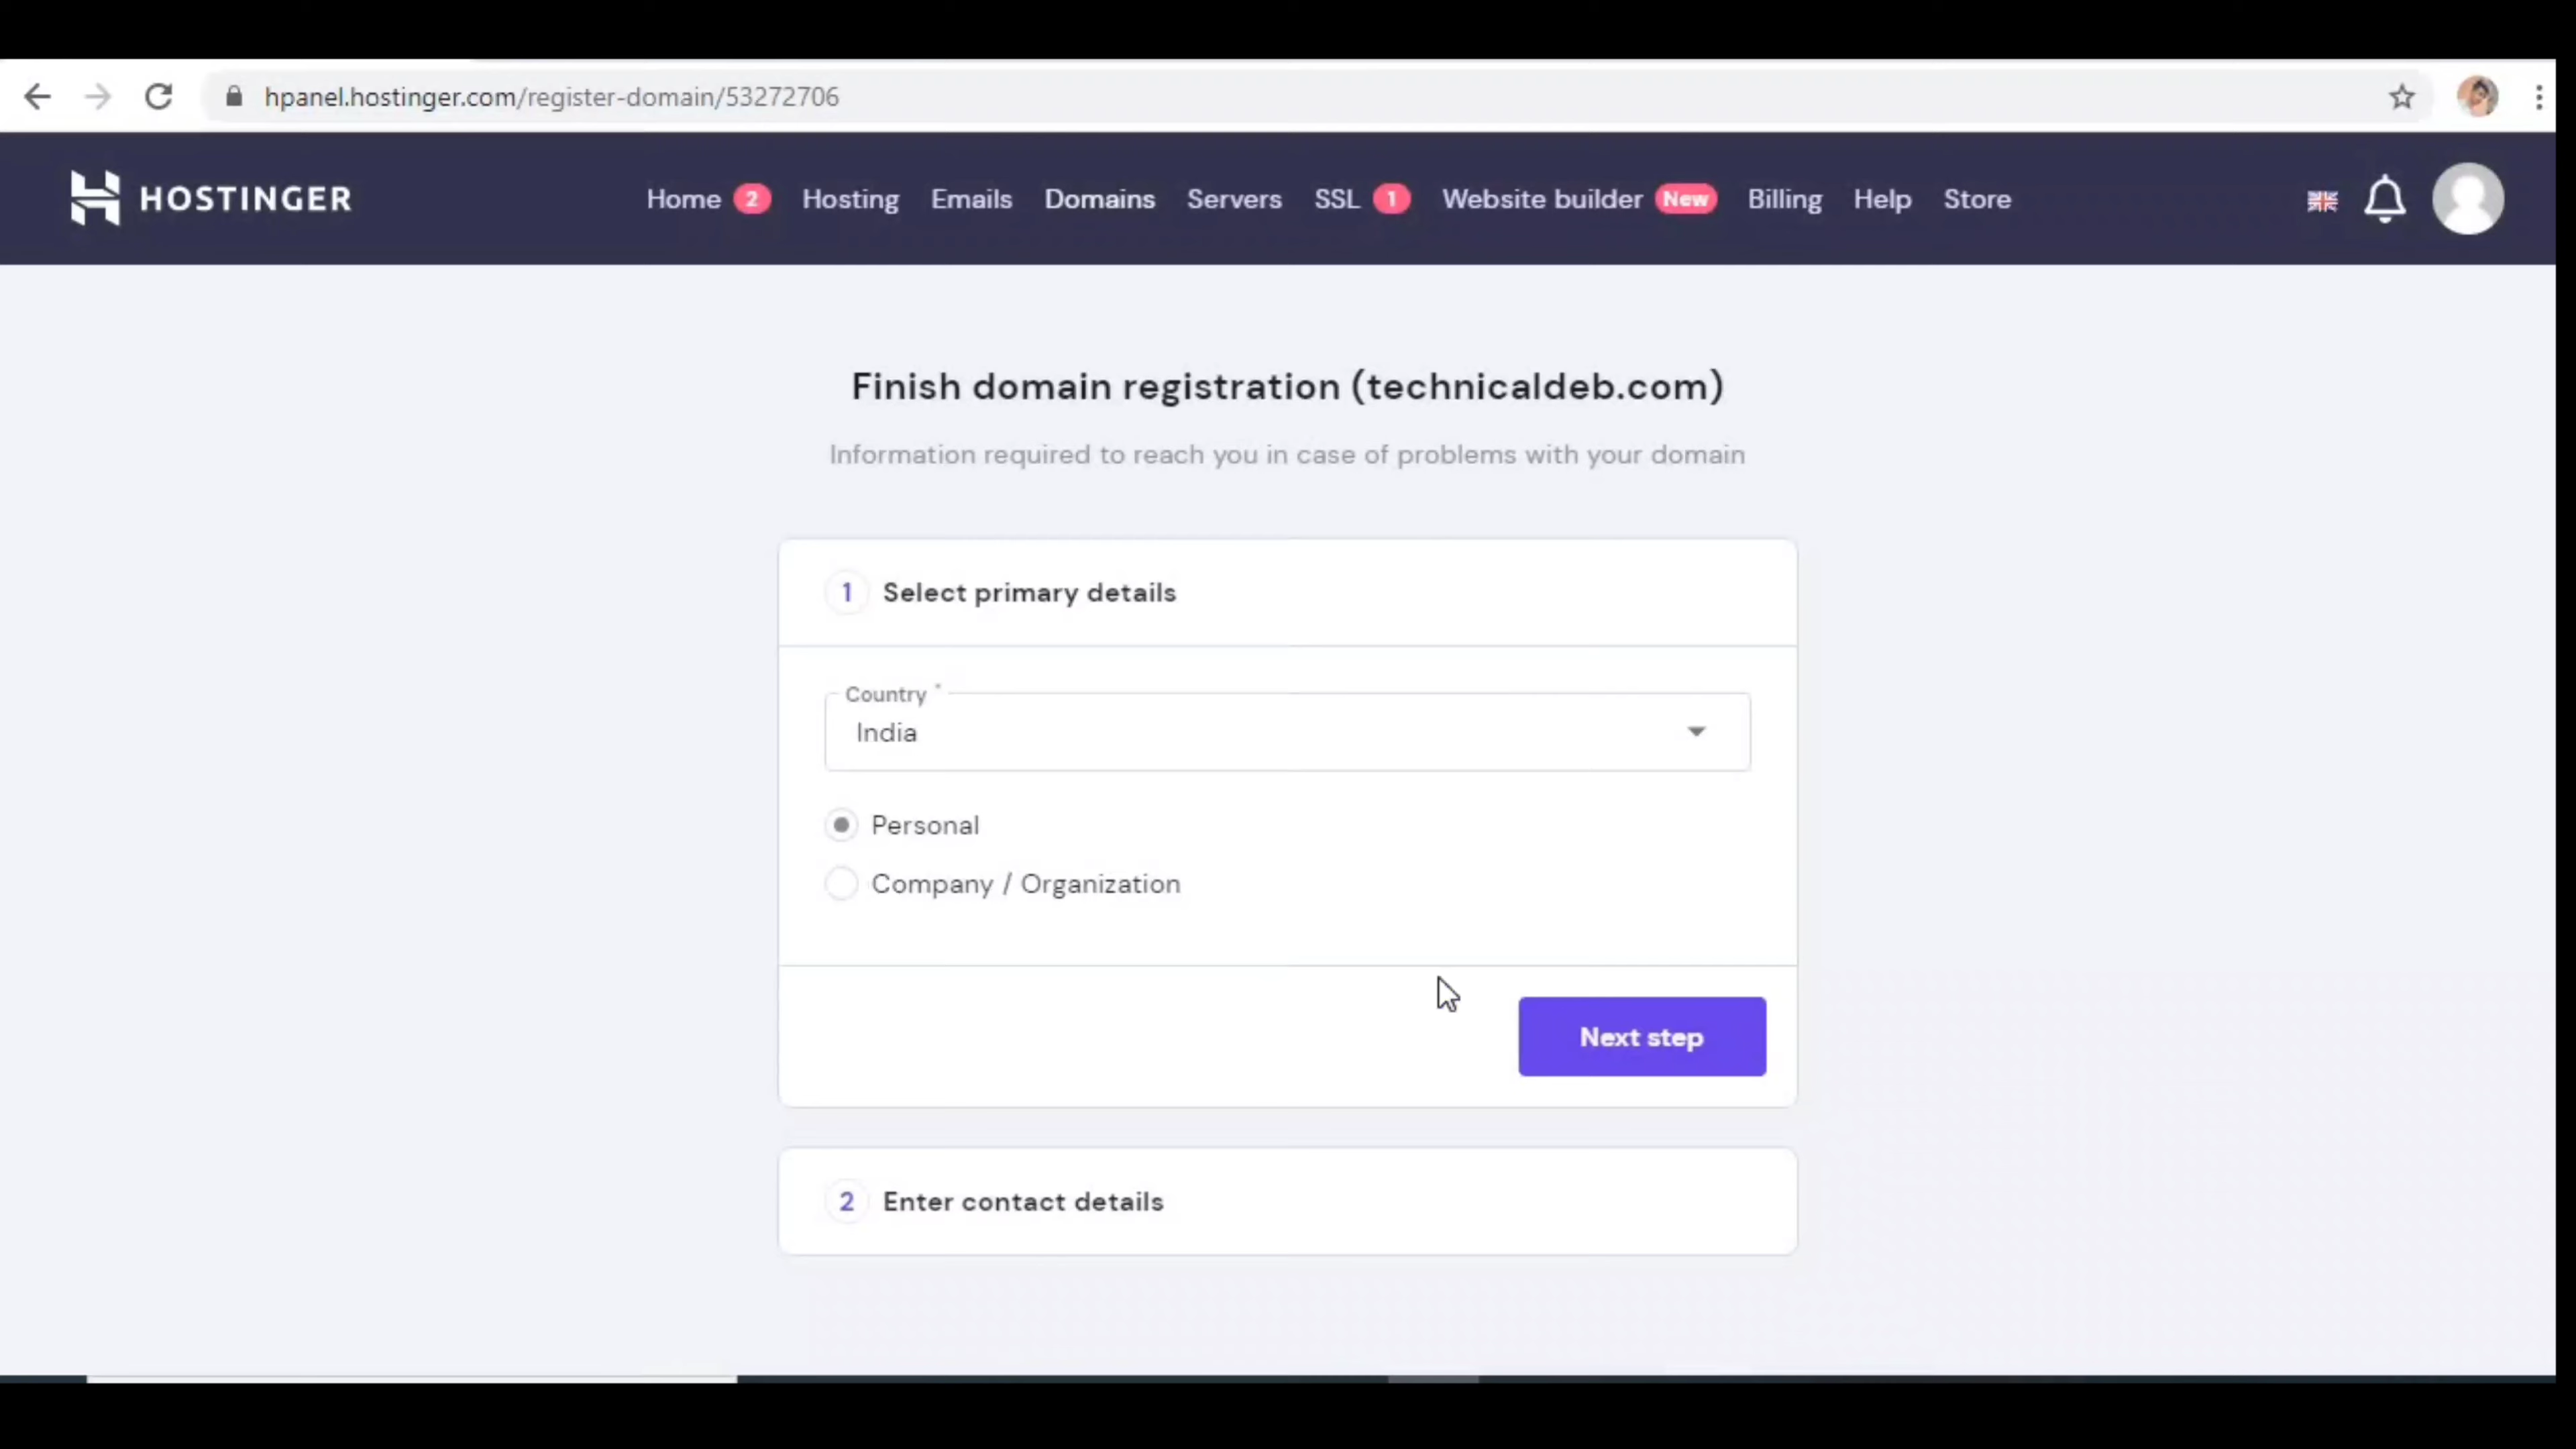 hpanel.hostinger.com/register-domain/53272706
HOSTINGER
Home 2 Hosting Emails Domains Servers SSL 1 Website builder New Billing Help Store
Finish domain registration (technicaldeb.com)
Information required to reach you in case of problems with your domain
1 Select primary details
Country *
India
Personal
Company / Organization
Next step
2 Enter contact details